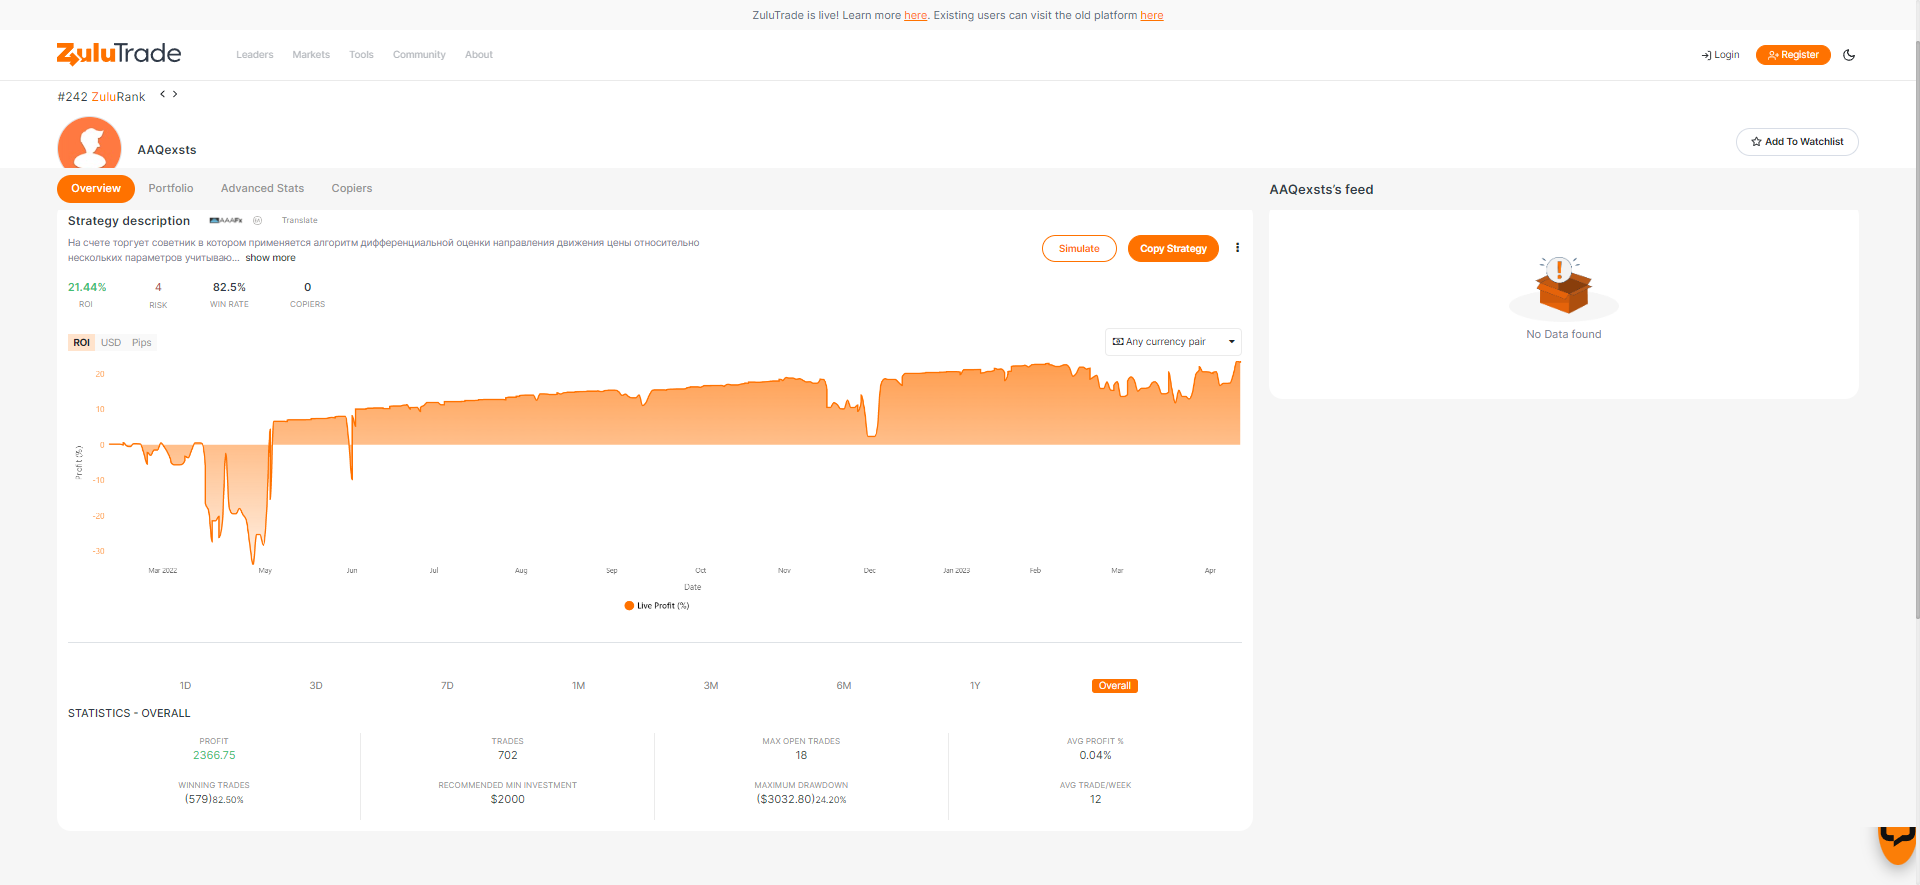 ZuluTrade is live! Learn more here. Existing users can visit the old platform here
ZuluTrade
Leaders Markets Tools Community About
Login Register
#242 ZuluRank
AAQexsts
Add To Watchlist
Overview Portfolio Advanced Stats Copiers
AAQexsts's feed
Strategy description AAAFx Translate
На счете торгует советник в котором применяется алгоритм дифференциальной оценки направления движения цены относительно
нескольких параметров учитываю... show more
Simulate Copy Strategy
21.44% 4 82.5% 0
ROI RISK WIN RATE COPIERS
No Data found
ROI USD Pips
Any currency pair
20
10
0
-10
-20
-30
Profit (%)
Mar 2022 May Jun Jul Aug Sep Oct Nov Dec Jan 2023 Feb Mar Apr
Date
Live Profit (%)
1D 3D 7D 1M 3M 6M 1Y Overall
STATISTICS - OVERALL
PROFIT TRADES MAX OPEN TRADES AVG PROFIT %
2366.75 702 18 0.04%
WINNING TRADES RECOMMENDED MIN INVESTMENT MAXIMUM DRAWDOWN AVG TRADE/WEEK
(579)82.50% $2000 ($3032.80)24.20% 12